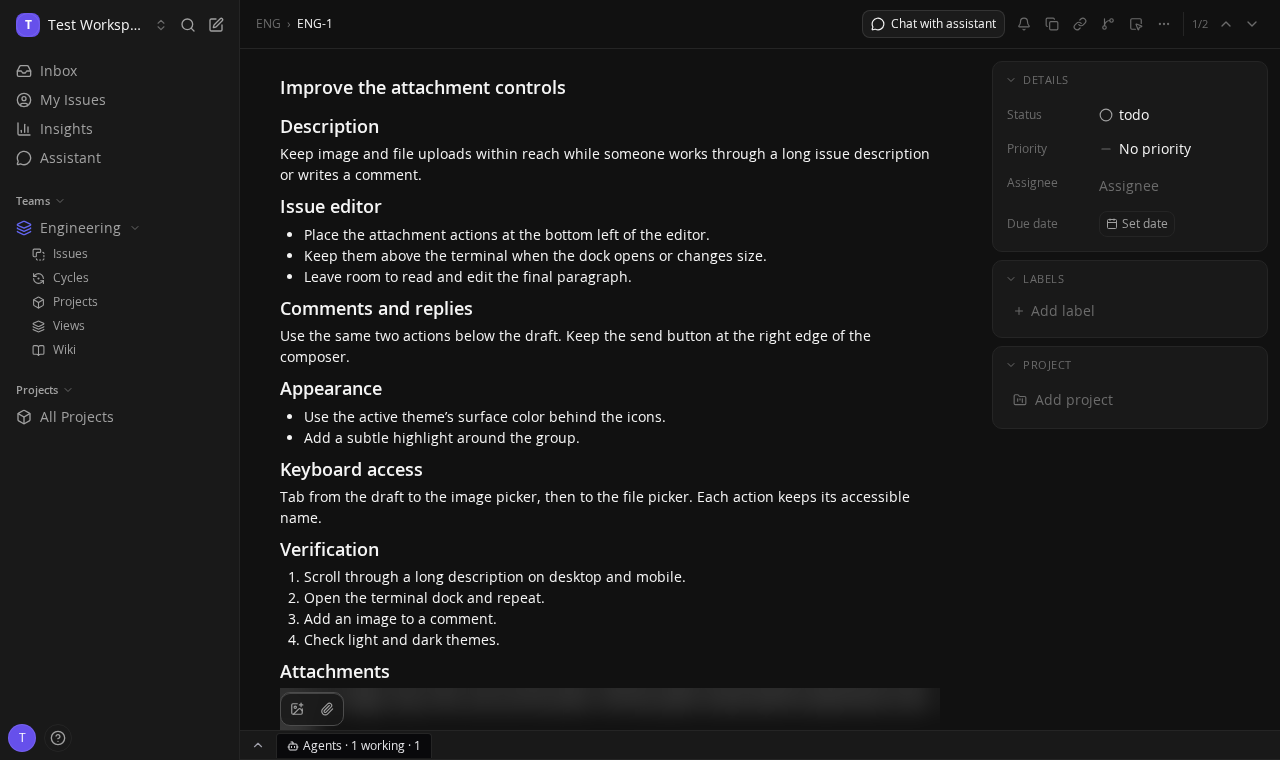 T Test Worksp...
Inbox
My Issues
Insights
Assistant
Teams
Engineering
Issues
Cycles
Projects
Views
Wiki
Projects
All Projects
T
ENG › ENG-1
Chat with assistant
1/2
Improve the attachment controls
Description
Keep image and file uploads within reach while someone works through a long issue description
or writes a comment.
Issue editor
• Place the attachment actions at the bottom left of the editor.
• Keep them above the terminal when the dock opens or changes size.
• Leave room to read and edit the final paragraph.
Comments and replies
Use the same two actions below the draft. Keep the send button at the right edge of the
composer.
Appearance
• Use the active theme’s surface color behind the icons.
• Add a subtle highlight around the group.
Keyboard access
Tab from the draft to the image picker, then to the file picker. Each action keeps its accessible
name.
Verification
1. Scroll through a long description on desktop and mobile.
2. Open the terminal dock and repeat.
3. Add an image to a comment.
4. Check light and dark themes.
Attachments
Agents · 1 working · 1
DETAILS
Status todo
Priority No priority
Assignee Assignee
Due date Set date
LABELS
+ Add label
PROJECT
Add project